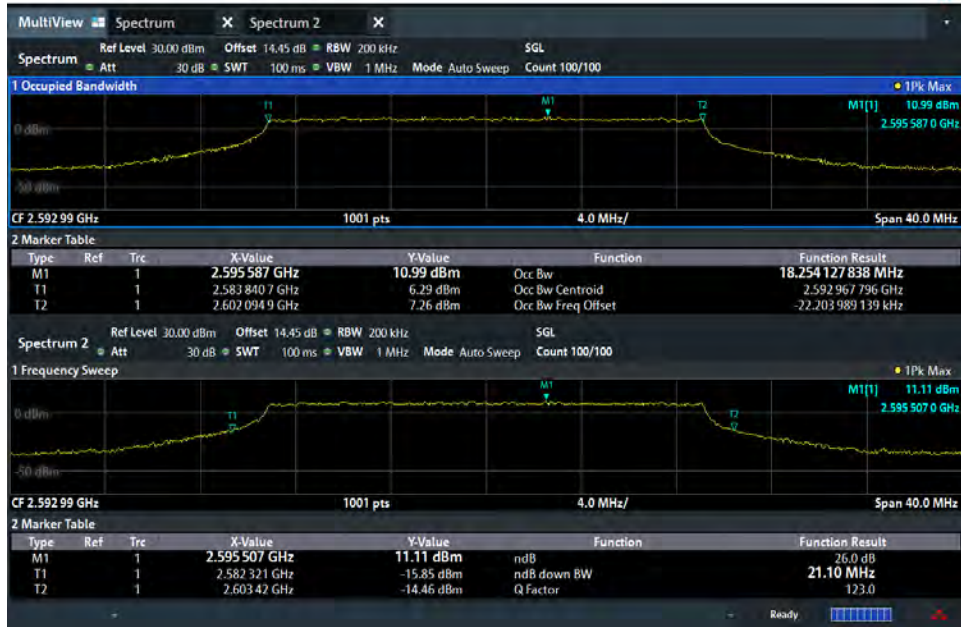 MultiView Spectrum X Spectrum 2 X
Ref Level 30.00 dBm Offset 14.45 dB RBW 200 kHz SGL
Spectrum Att 30 dB SWT 100 ms VBW 1 MHz Mode Auto Sweep Count 100/100
1 Occupied Bandwidth 1Pk Max
T1 M1 T2 M1[1] 10.99 dBm
0 dBm 2.595 587 0 GHz
-50 dBm
CF 2.592 99 GHz 1001 pts 4.0 MHz/ Span 40.0 MHz
2 Marker Table
Type Ref Trc X-Value Y-Value Function Function Result
M1 1 2.595 587 GHz 10.99 dBm Occ Bw 18.254 127 838 MHz
T1 1 2.583 840 7 GHz 6.29 dBm Occ Bw Centroid 2.592 967 796 GHz
T2 1 2.602 094 9 GHz 7.26 dBm Occ Bw Freq Offset -22.203 989 139 kHz
Ref Level 30.00 dBm Offset 14.45 dB RBW 200 kHz SGL
Spectrum 2 Att 30 dB SWT 100 ms VBW 1 MHz Mode Auto Sweep Count 100/100
1 Frequency Sweep 1Pk Max
M1 M1[1] 11.11 dBm
0 dBm T1 T2 2.595 507 0 GHz
-50 dBm
CF 2.592 99 GHz 1001 pts 4.0 MHz/ Span 40.0 MHz
2 Marker Table
Type Ref Trc X-Value Y-Value Function Function Result
M1 1 2.595 507 GHz 11.11 dBm ndB 26.0 dB
T1 1 2.582 321 GHz -15.85 dBm ndB down BW 21.10 MHz
T2 1 2.603 42 GHz -14.46 dBm Q Factor 123.0
Ready